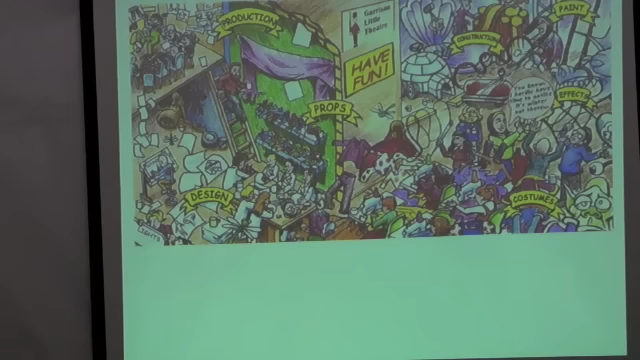 PRODUCTION
Garrison
Little
Theatre
HAVE
FUN!
PAINT
CONSTRUCTION
PROPS
EFFECTS
DESIGN
COSTUMES